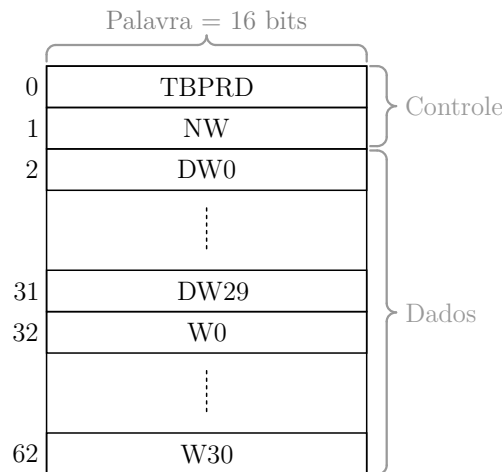 Palavra = 16 bits
0 TBPRD
1 NW
Controle
2 DW0
31 DW29
32 W0
Dados
62 W30